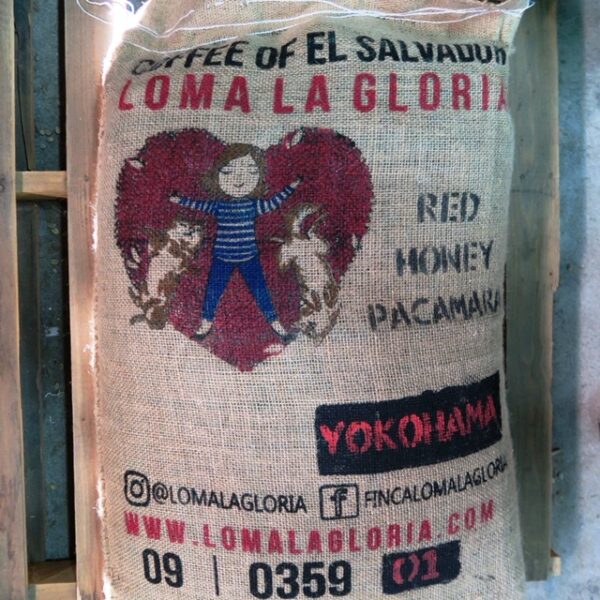 COFFEE OF EL SALVADOR
LOMA LA GLORIA
RED
HONEY
PACAMARA
YOKOHAMA
@LOMALAGLORIA f FINCALOMALAGLORIA
WWW.LOMALAGLORIA.COM
09 | 0359 01